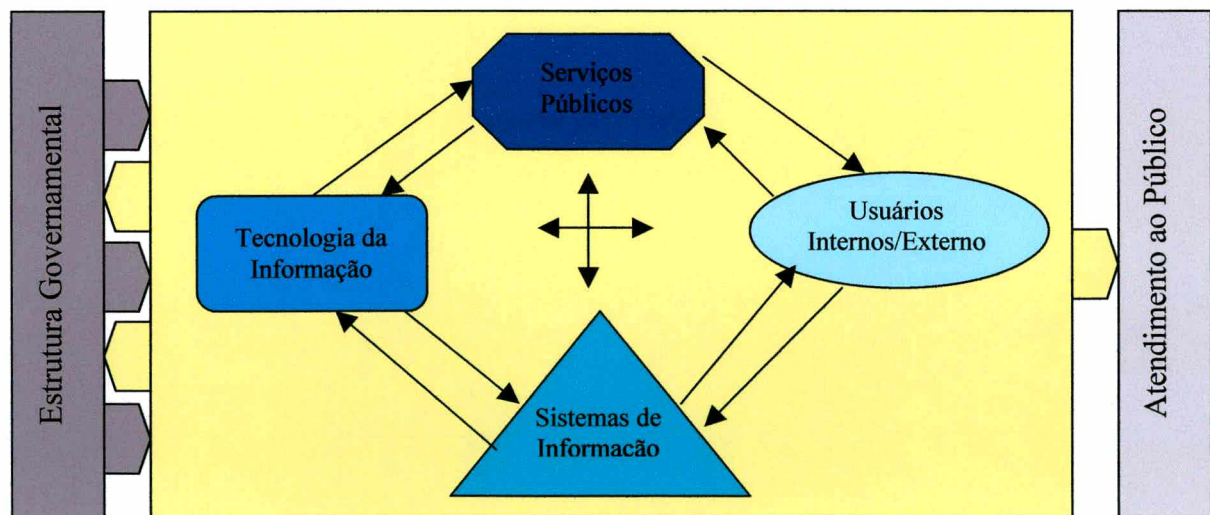 Estrutura Governamental
Serviços
Públicos
Tecnologia da
Informação
Usuários
Internos/Externo
Sistemas de
Informacão
Atendimento ao Público